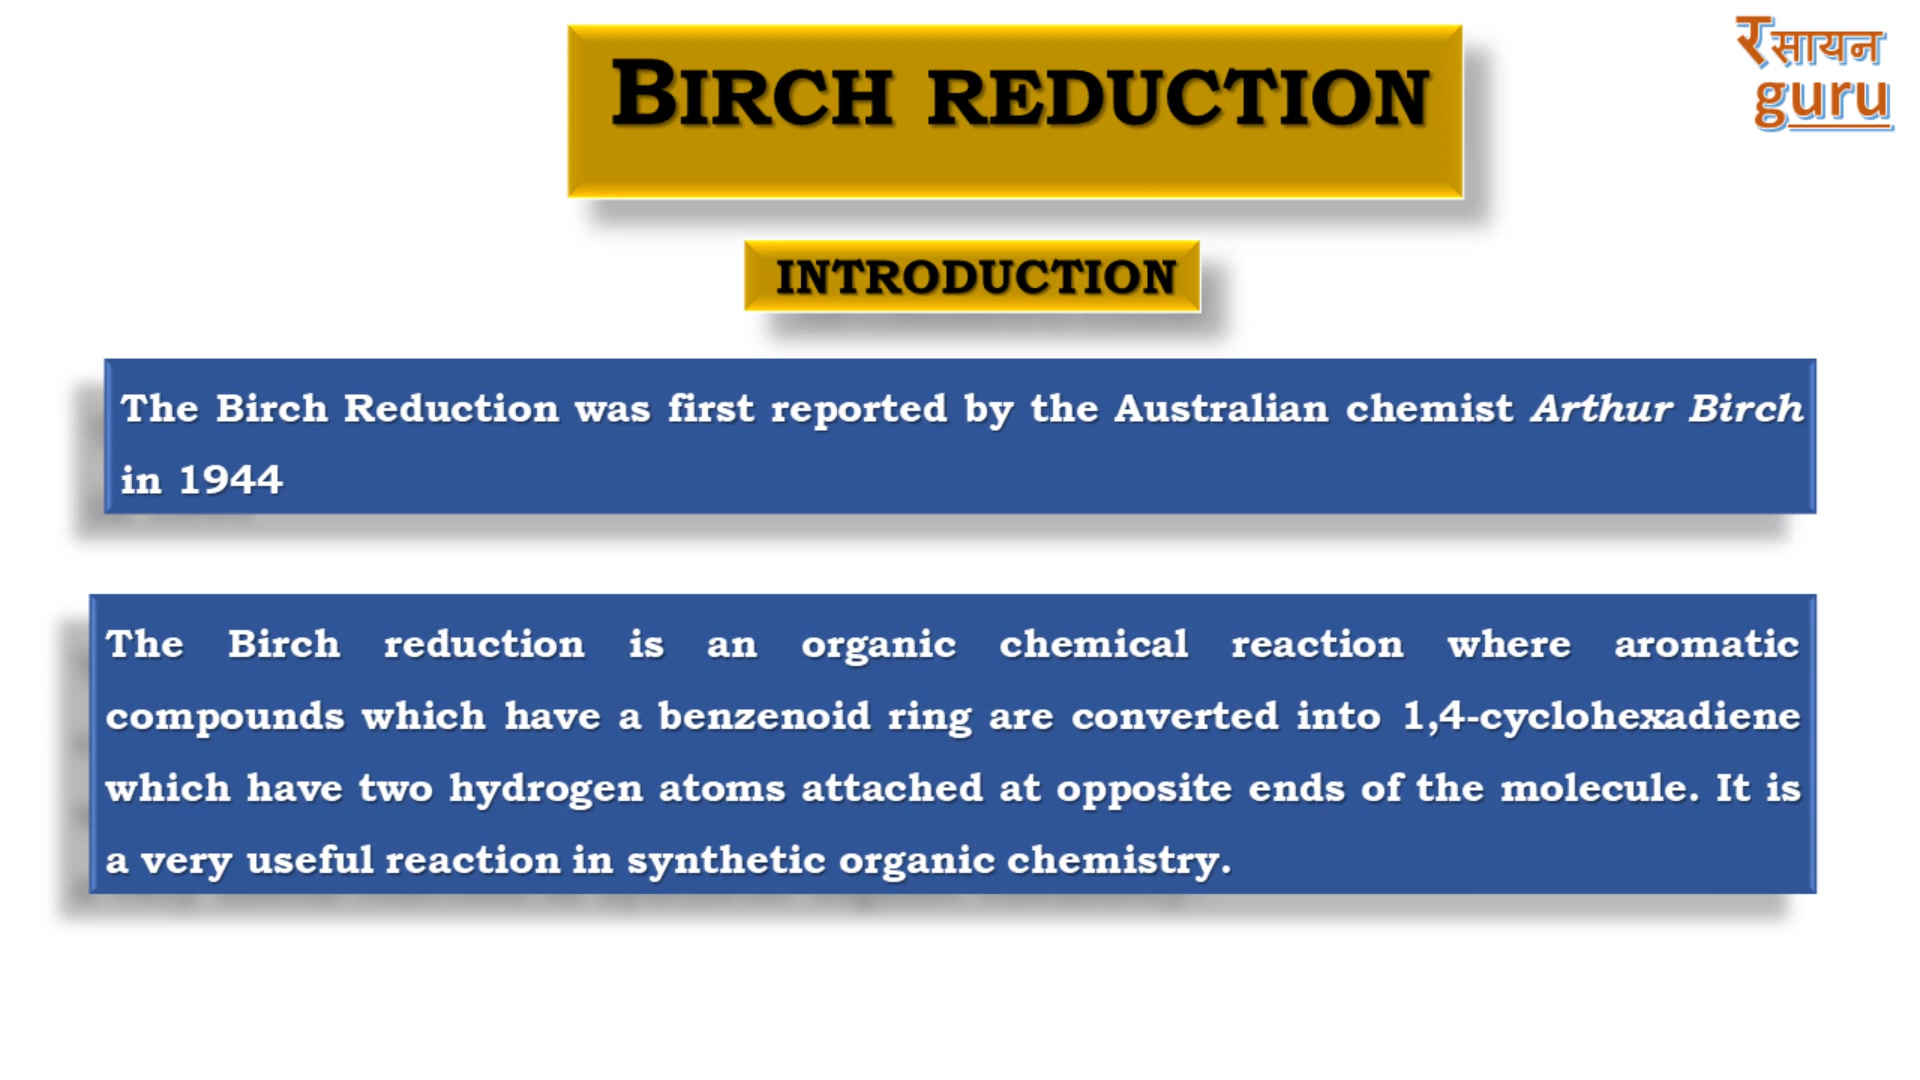 BIRCH REDUCTION
रसायन
guru
INTRODUCTION
The Birch Reduction was first reported by the Australian chemist Arthur Birch
in 1944
The Birch reduction is an organic chemical reaction where aromatic
compounds which have a benzenoid ring are converted into 1,4-cyclohexadiene
which have two hydrogen atoms attached at opposite ends of the molecule. It is
a very useful reaction in synthetic organic chemistry.